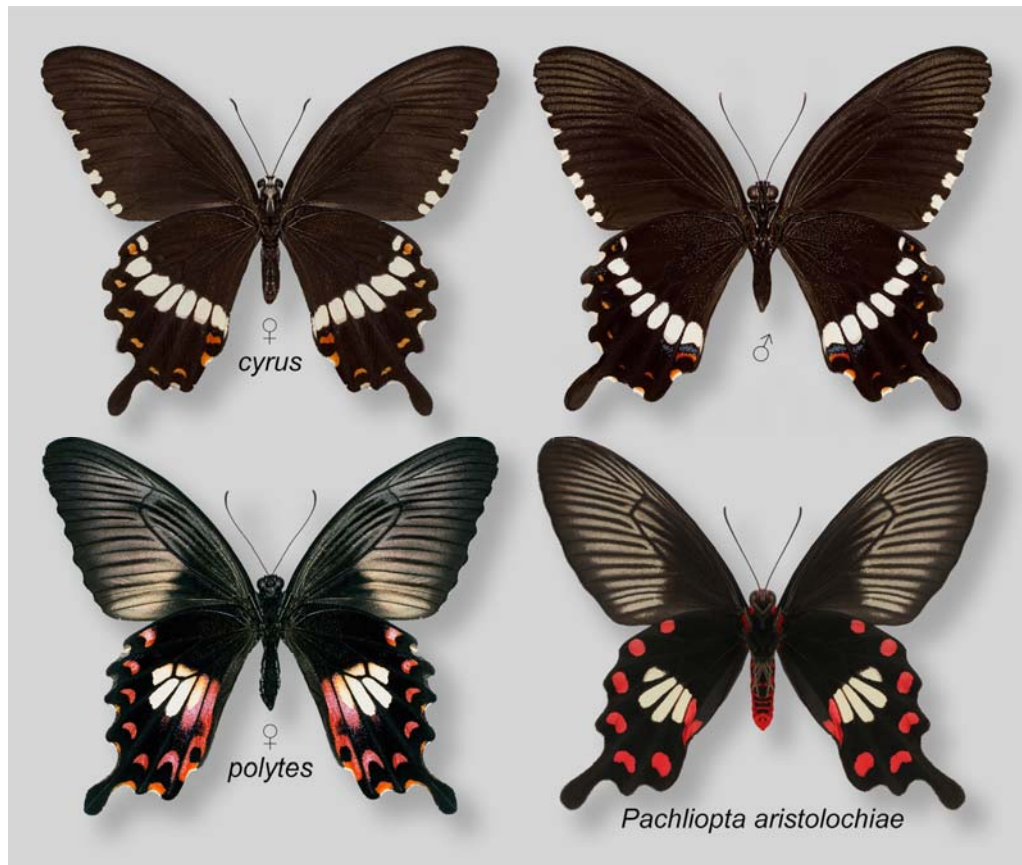 ♀
cyrus
♂
♀
polytes
Pachliopta aristolochiae